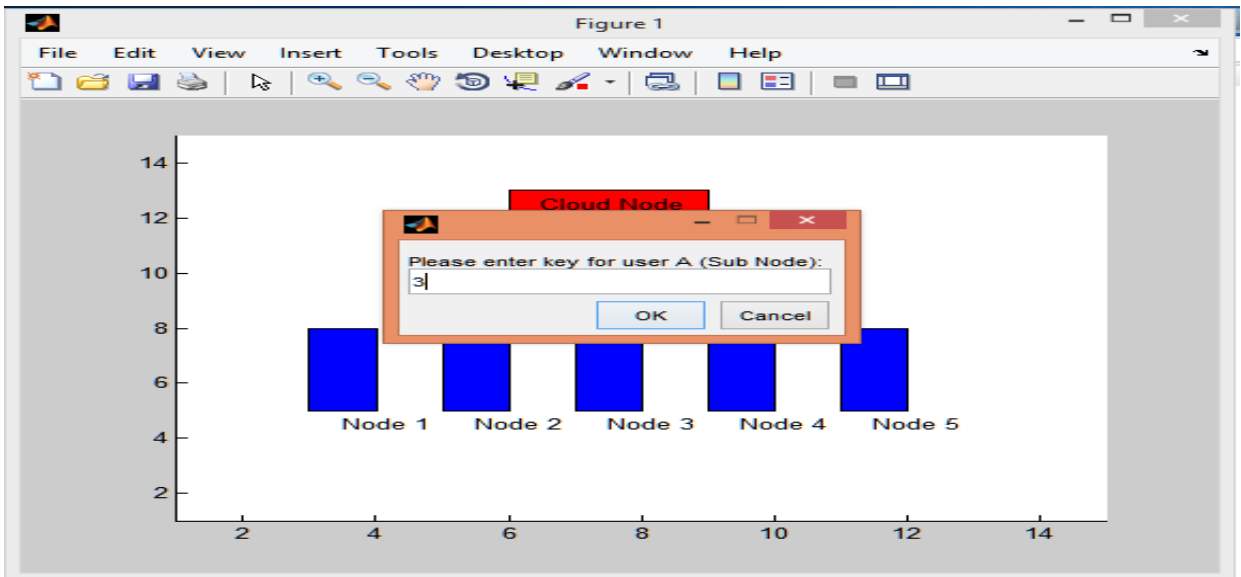 Figure 1
File Edit View Insert Tools Desktop Window Help
14
Cloud Node
12
Please enter key for user A (Sub Node):
10
3
OK Cancel
8
6
Node 1 Node 2 Node 3 Node 4 Node 5
4
2
2 4 6 8 10 12 14